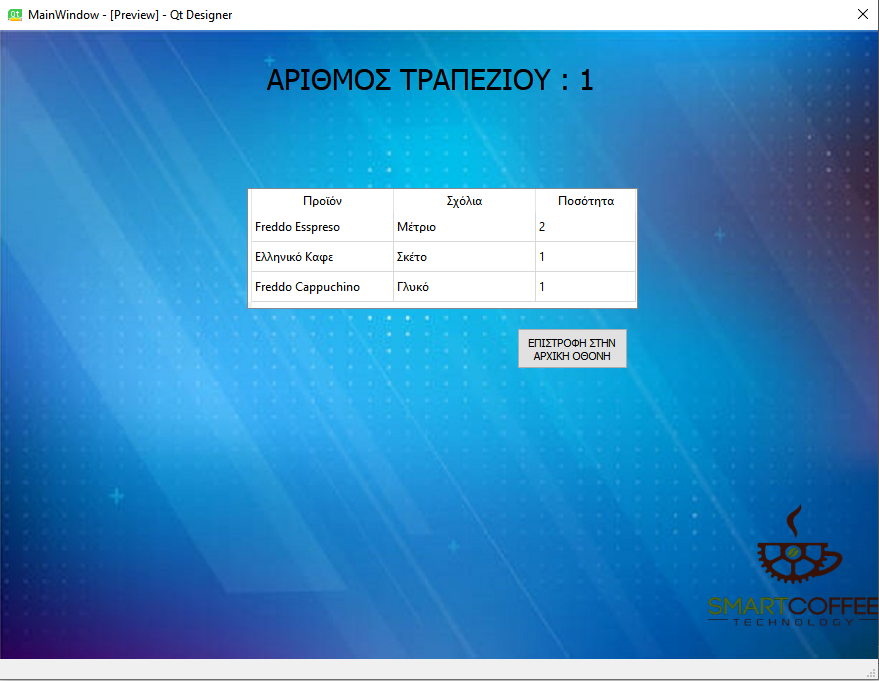 MainWindow - [Preview] - Qt Designer
ΑΡΙΘΜΟΣ ΤΡΑΠΕΖΙΟΥ : 1
Προϊόν Σχόλια Ποσότητα
Freddo Esspreso Μέτριο 2
Ελληνικό Καφε Σκέτο 1
Freddo Cappuchino Γλυκό 1
ΕΠΙΣΤΡΟΦΗ ΣΤΗΝ
ΑΡΧΙΚΗ ΟΘΟΝΗ
SMARTCOFFEE
TECHNOLOGY